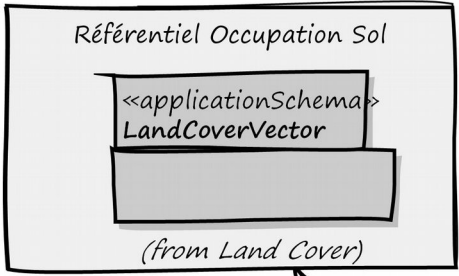 Référentiel Occupation Sol
«applicationSchema»
LandCoverVector
(from Land Cover)